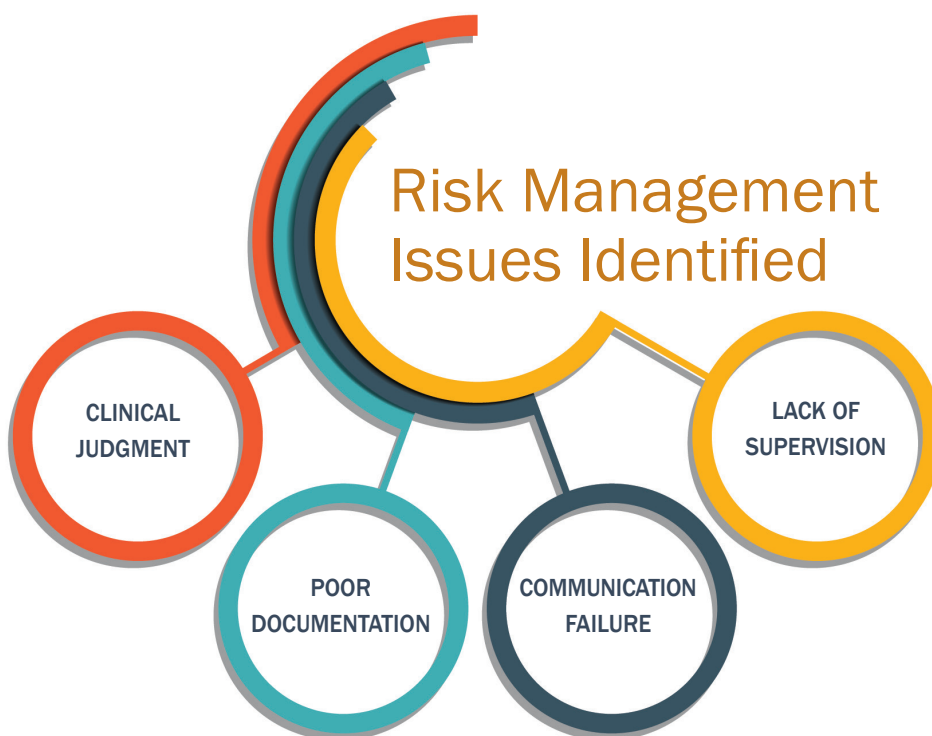 Risk Management
Issues Identified
CLINICAL
JUDGMENT
POOR
DOCUMENTATION
COMMUNICATION
FAILURE
LACK OF
SUPERVISION